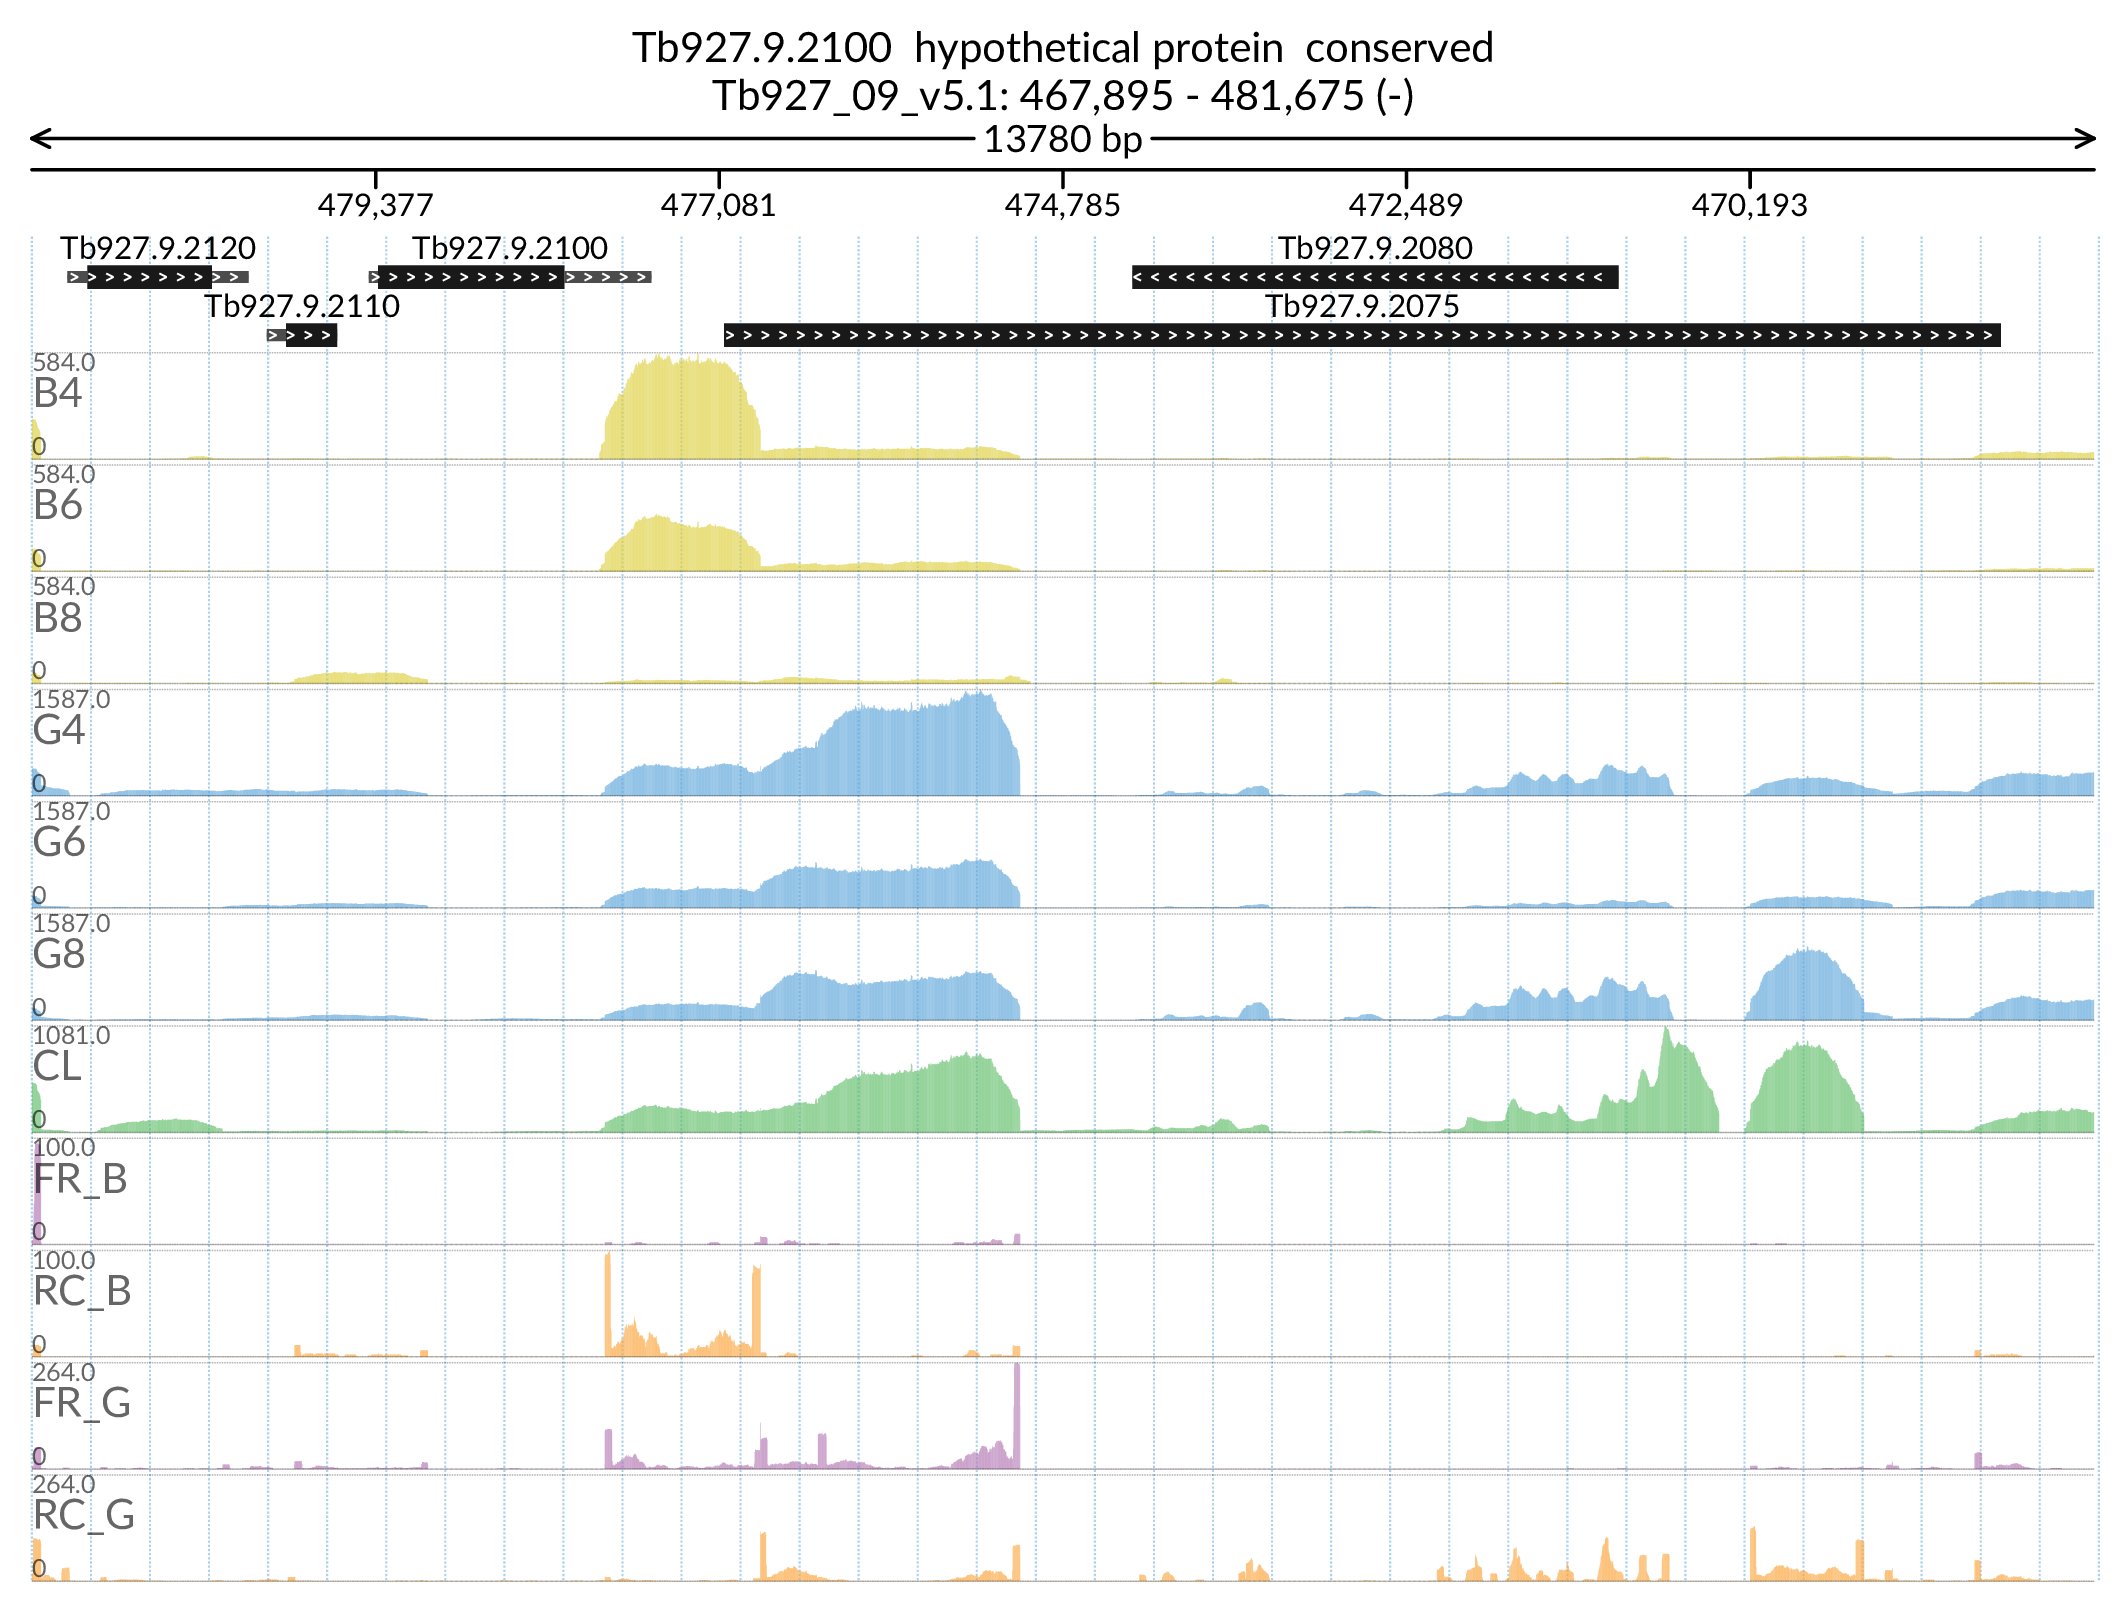 Tb927.9.2100 hypothetical protein conserved
Tb927_09_v5.1: 467,895 - 481,675 (-)
13780 bp
479,377 477,081 474,785 472,489 470,193
Tb927.9.2120 Tb927.9.2100 Tb927.9.2080
Tb927.9.2110 Tb927.9.2075
584.0
B4
0
584.0
B6
0
584.0
B8
0
1587.0
G4
0
1587.0
G6
0
1587.0
G8
0
1081.0
CL
0
100.0
FR_B
0
100.0
RC_B
0
264.0
FR_G
0
264.0
RC_G
0